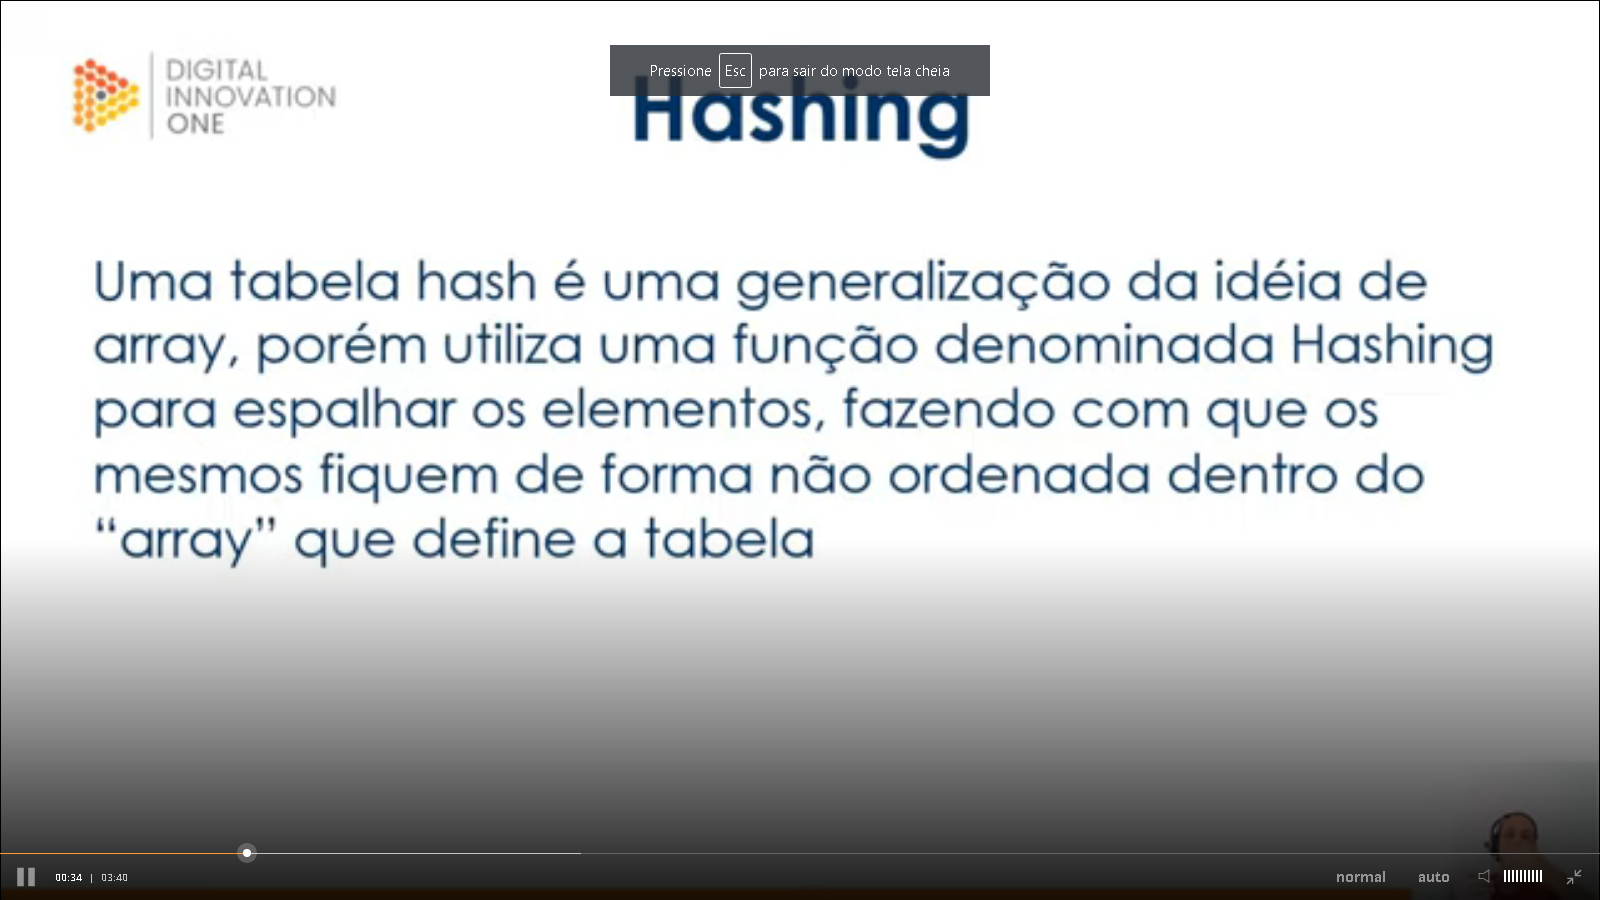 DIGITAL
INNOVATION
ONE
Pressione Esc para sair do modo tela cheia
Hashing
Uma tabela hash é uma generalização da idéia de
array, porém utiliza uma função denominada Hashing
para espalhar os elementos, fazendo com que os
mesmos fiquem de forma não ordenada dentro do
“array” que define a tabela
00:34 | 03:40
normal auto